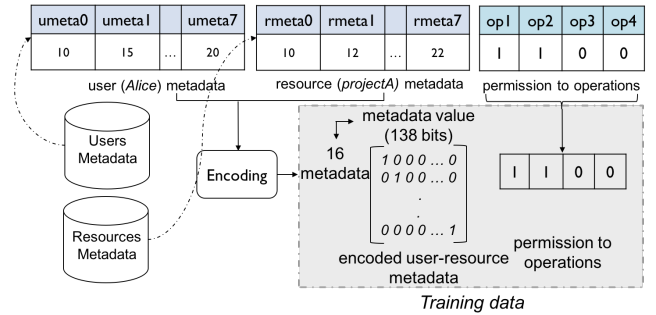 umeta0 umeta1 umeta7 rmeta0 rmeta1 rmeta7 op1 op2 op3 op4
10 15 ... 20 10 12 ... 22 1 1 0 0
user (Alice) metadata resource (projectA) metadata permission to operations
Users
Metadata
Resources
Metadata
Encoding
metadata value
(138 bits)
16
metadata
1 0 0 0 ... 0
0 1 0 0 ... 0
.
.
0 0 0 0 ... 1
encoded user-resource
metadata
1 1 0 0
permission to
operations
Training data